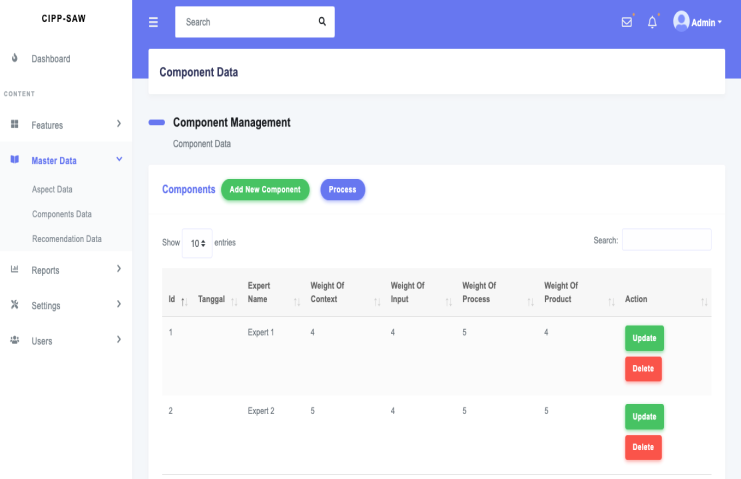 CIPP-SAW
Search
Admin
Dashboard
Component Data
CONTENT
Features
Component Management
Component Data
Master Data
Aspect Data
Components Data
Recomendation Data
Reports
Settings
Users
Components Add New Component Process
Show 10 entries Search:
Id Tanggal Expert Name Weight Of Context Weight Of Input Weight Of Process Weight Of Product Action
1 Expert 1 4 4 5 4 Update
Delete
2 Expert 2 5 4 5 5 Update
Delete